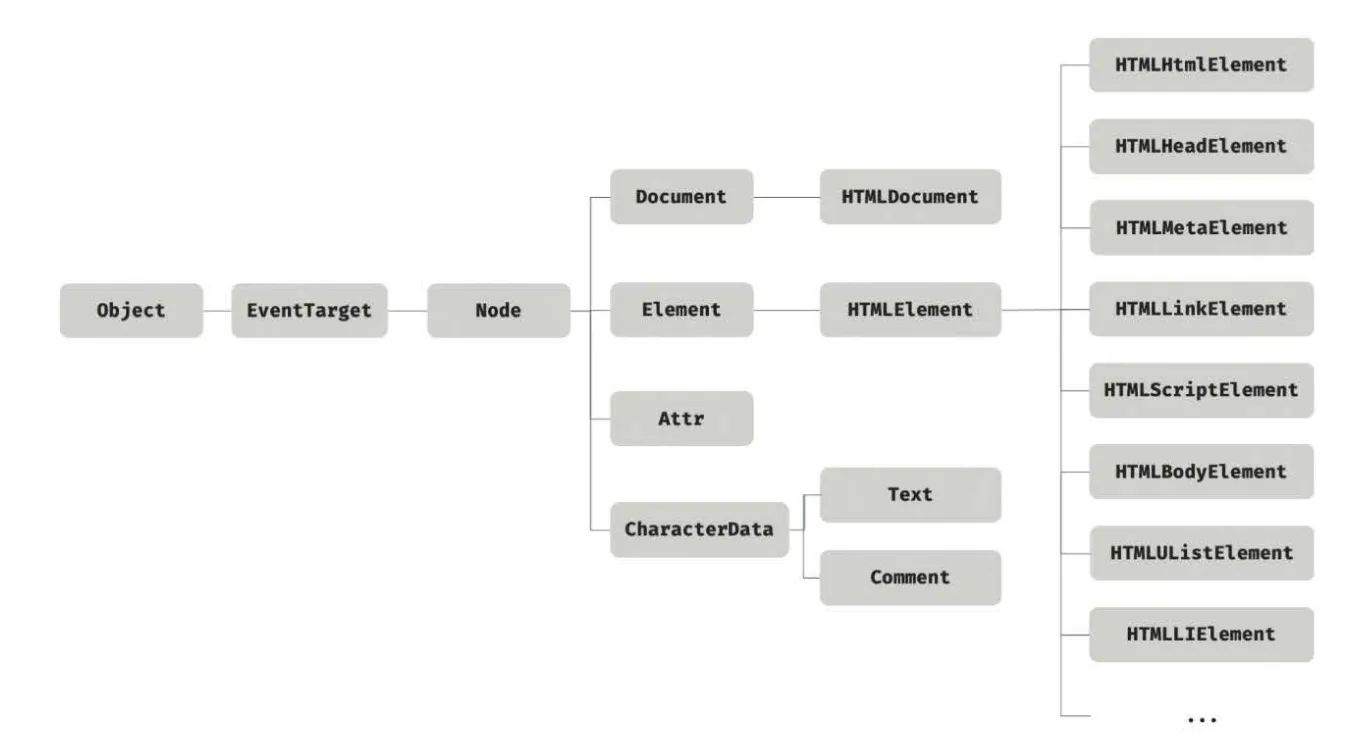 Object
EventTarget
Node
Document
HTMLDocument
Element
HTMLElement
Attr
CharacterData
Text
Comment
HTMLHtmlElement
HTMLHeadElement
HTMLMetaElement
HTMLLinkElement
HTMLScriptElement
HTMLBodyElement
HTMLUListElement
HTMLLIElement
...